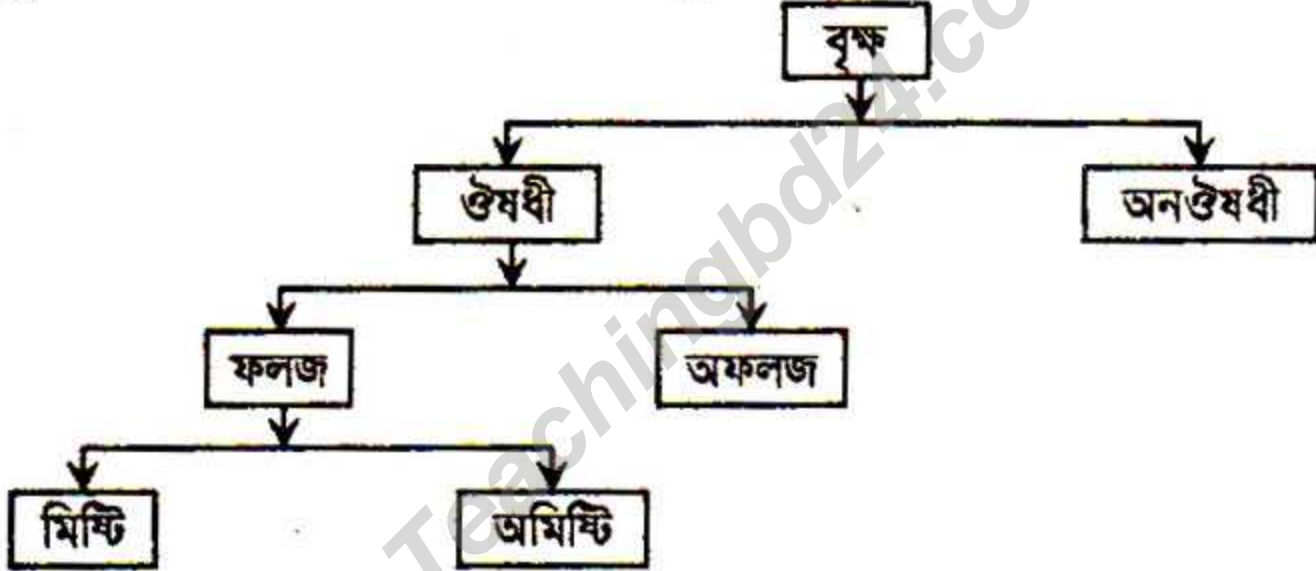 বৃক্ষ
ঔষধী অনঔষধী
ফলজ অফলজ
মিষ্টি অমিষ্টি
Teachingbd24.co